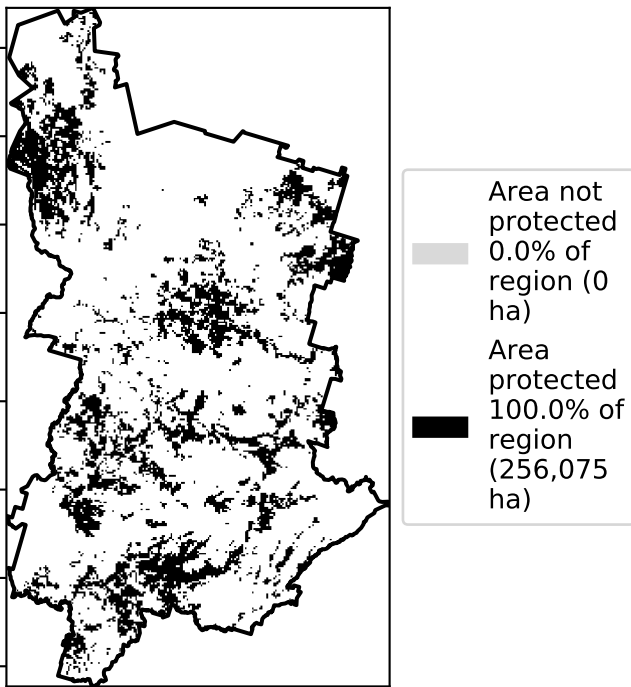 Area not
protected
0.0% of
region (0
ha)
Area
protected
100.0% of
region
(256,075
ha)